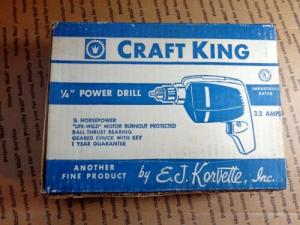 CRAFT KING
1/4" POWER DRILL
INDUSTRIAL
RATED
3.2 AMPS
1/6 HORSEPOWER
"LIFE-WELD" MOTOR BURNOUT PROTECTED
BALL THRUST BEARING
GEARED CHUCK WITH KEY
1 YEAR GUARANTEE
ANOTHER
FINE PRODUCT
by E.J. Korvette, Inc.